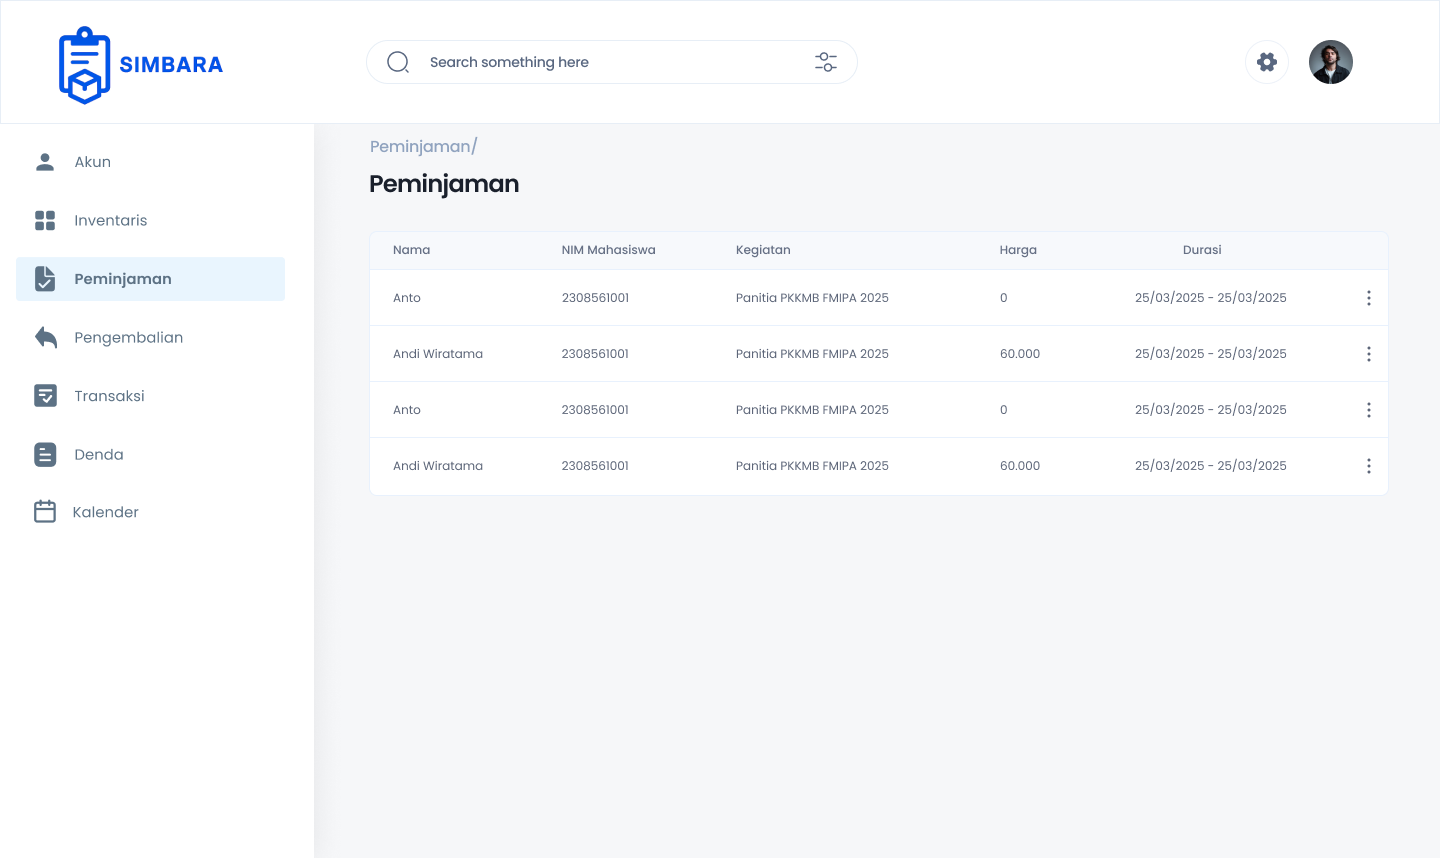 SIMBARA
Search something here
Akun
Inventaris
Peminjaman
Pengembalian
Transaksi
Denda
Kalender
Peminjaman/
Peminjaman
Nama NIM Mahasiswa Kegiatan Harga Durasi
Anto 2308561001 Panitia PKKMB FMIPA 2025 0 25/03/2025 - 25/03/2025
Andi Wiratama 2308561001 Panitia PKKMB FMIPA 2025 60.000 25/03/2025 - 25/03/2025
Anto 2308561001 Panitia PKKMB FMIPA 2025 0 25/03/2025 - 25/03/2025
Andi Wiratama 2308561001 Panitia PKKMB FMIPA 2025 60.000 25/03/2025 - 25/03/2025